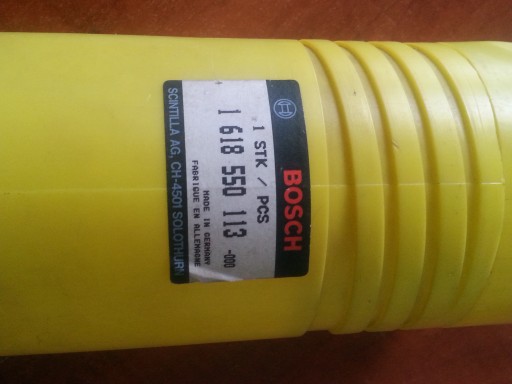 BOSCH
1 STK / PCS
1 618 550 113 -000
MADE IN GERMANY
FABRIQUE EN ALLEMAGNE
SCINTILLA AG, CH-4501 SOLOTHURN